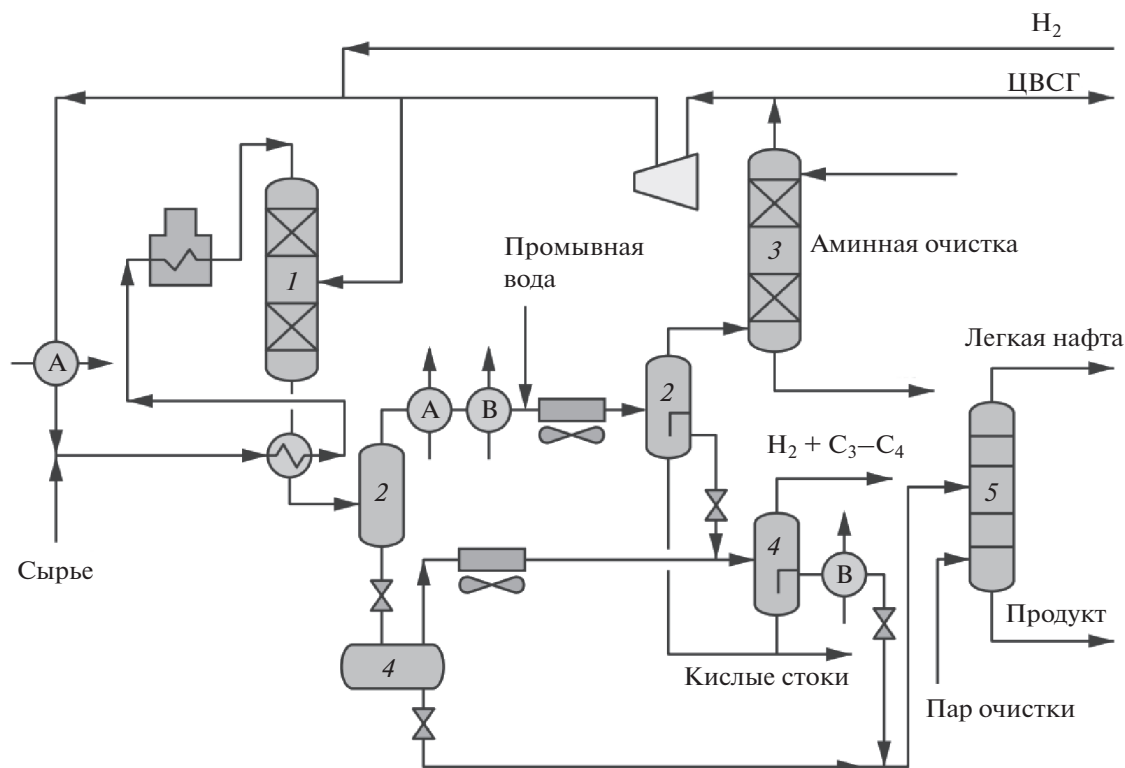 H₂
ЦВСГ
1
Промывная
вода
3
Аминная очистка
Легкая нафта
А
2
А
В
H₂ + C₃–C₄
2
5
4
В
Сырье
Продукт
4
Кислые стоки
Пар очистки